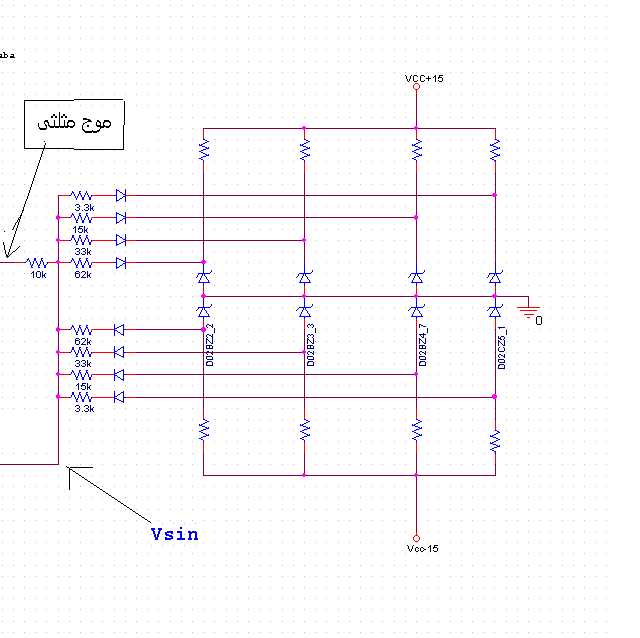 VCC+15
موج مثلثی
3.3k
15k
33k
10k
62k
0
62k
33k
15k
3.3k
D02BZ2_2
D02BZ3_3
D02BZ4_7
D02CZ5_1
Vsin
Vcc-15